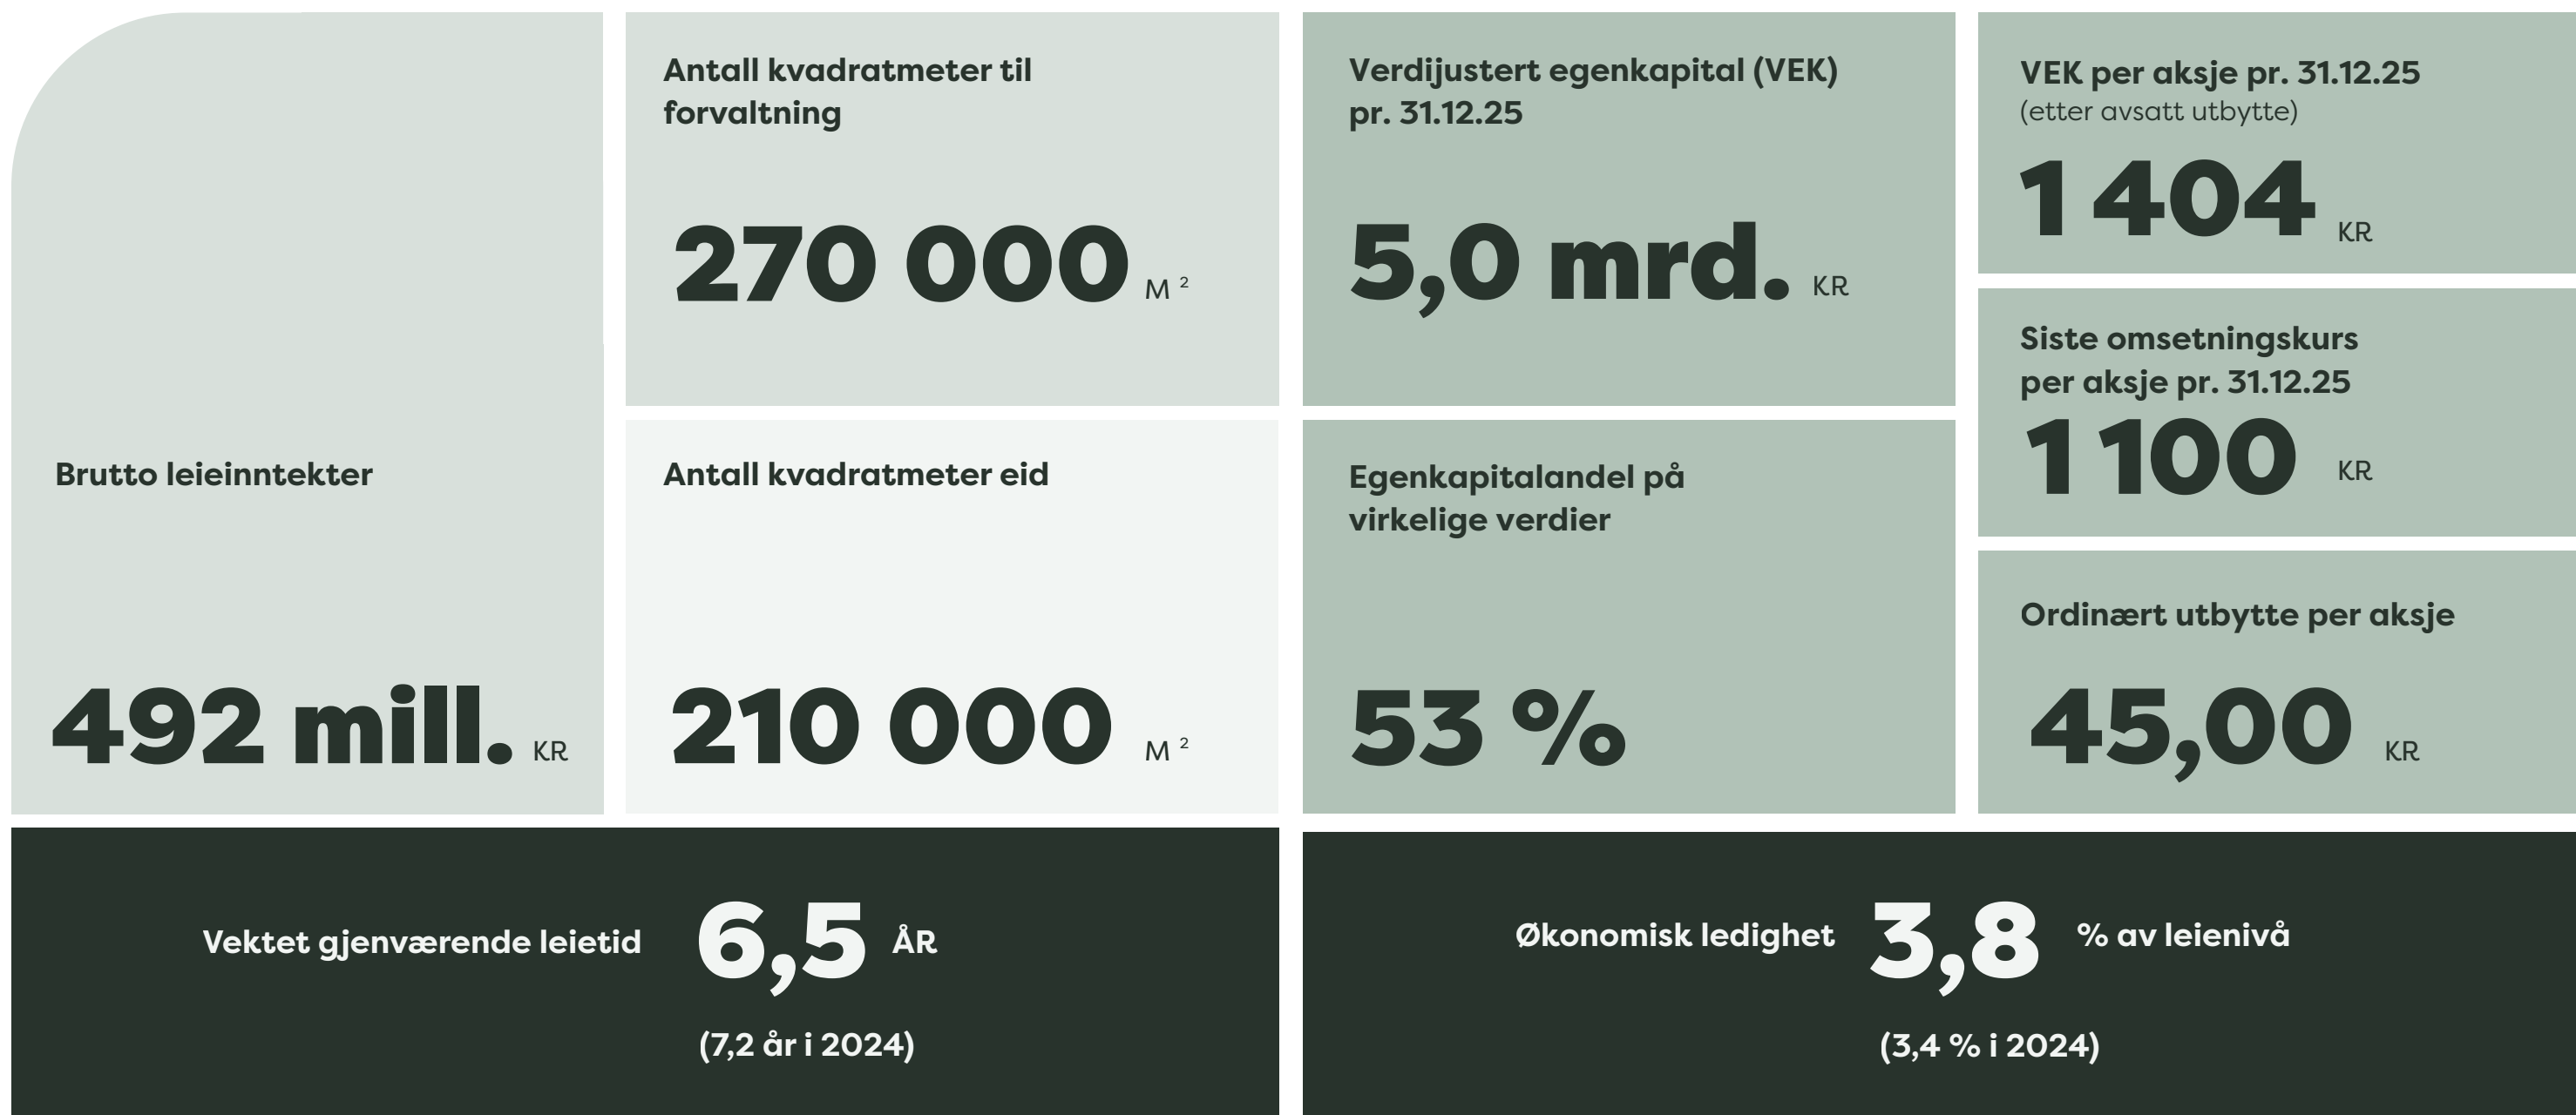 Brutto leieinntekter
492 mill. KR
Antall kvadratmeter til
forvaltning
270 000 M ²
Antall kvadratmeter eid
210 000 M ²
Verdijustert egenkapital (VEK)
pr. 31.12.25
5,0 mrd. KR
Egenkapitalandel på
virkelige verdier
53 %
VEK per aksje pr. 31.12.25
(etter avsatt utbytte)
1 404 KR
Siste omsetningskurs
per aksje pr. 31.12.25
1 100 KR
Ordinært utbytte per aksje
45,00 KR
Vektet gjenværende leietid 6,5 ÅR
(7,2 år i 2024)
Økonomisk ledighet 3,8 % av leienivå
(3,4 % i 2024)